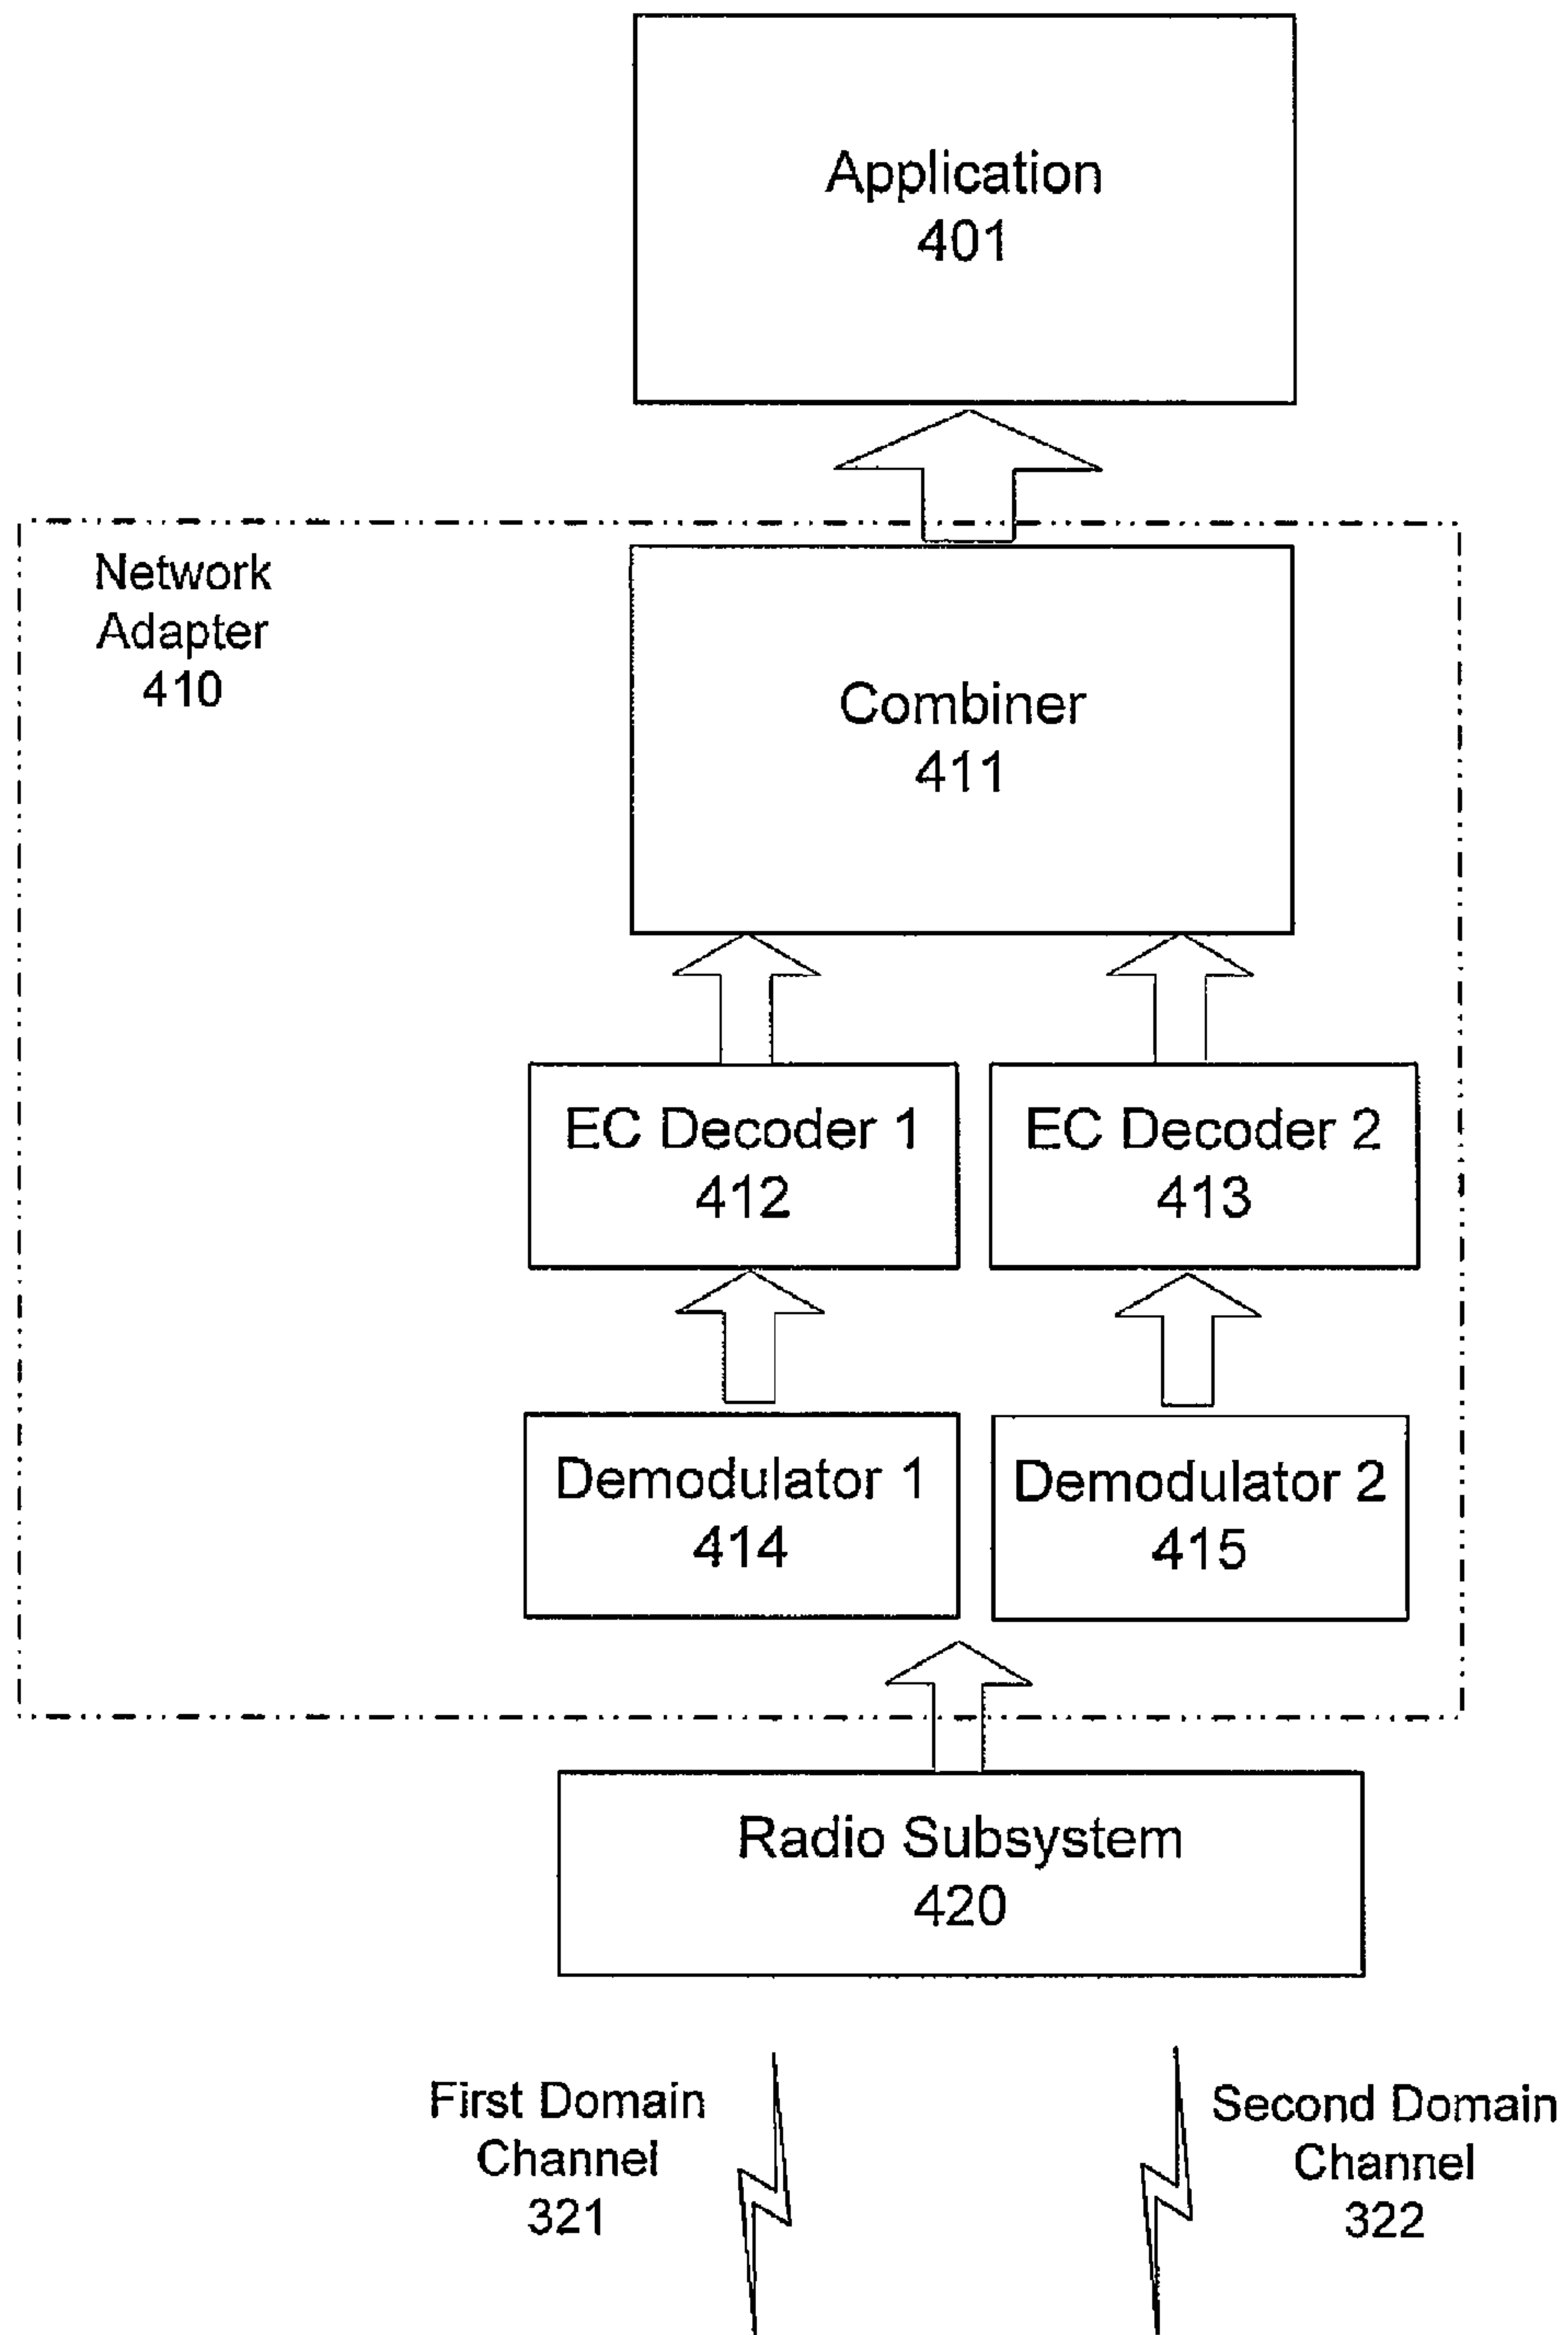 Application
401
Network
Adapter
410
Combiner
411
EC Decoder 1
412
EC Decoder 2
413
Demodulator 1
414
Demodulator 2
415
Radio Subsystem
420
First Domain
Channel
321
Second Domain
Channel
322